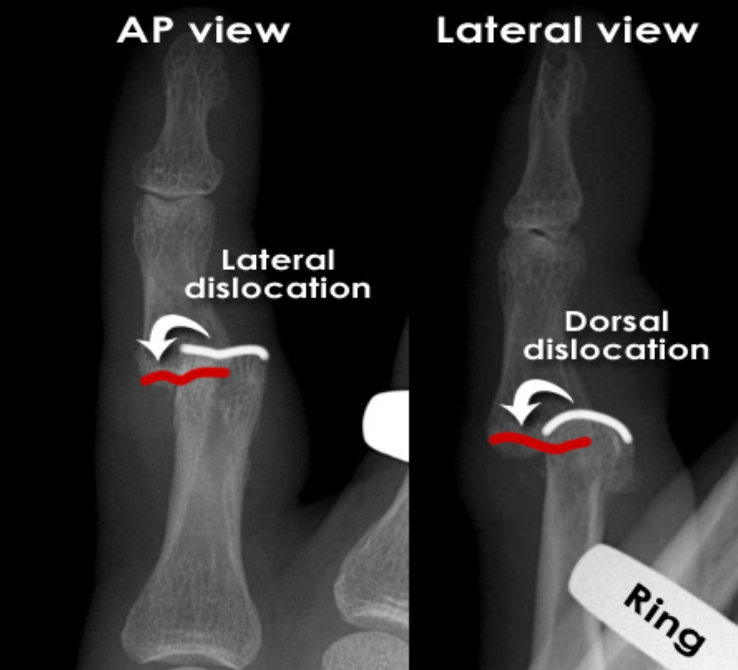 AP view
Lateral view
Lateral
dislocation
Dorsal
dislocation
Ring